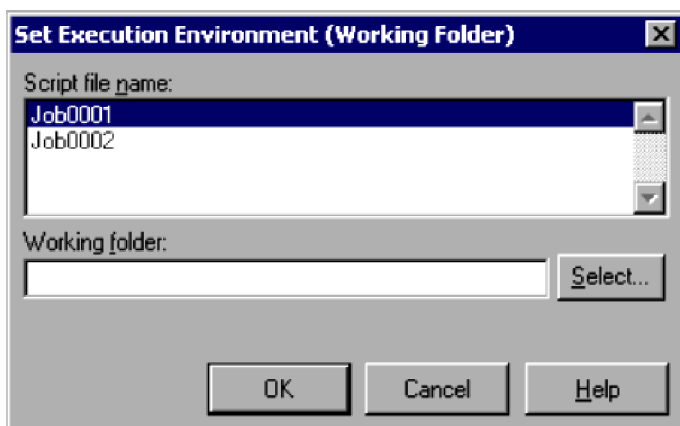 Set Execution Environment (Working Folder)
Script file name:
Job0001
Job0002
Working folder:
Select...
OK Cancel Help